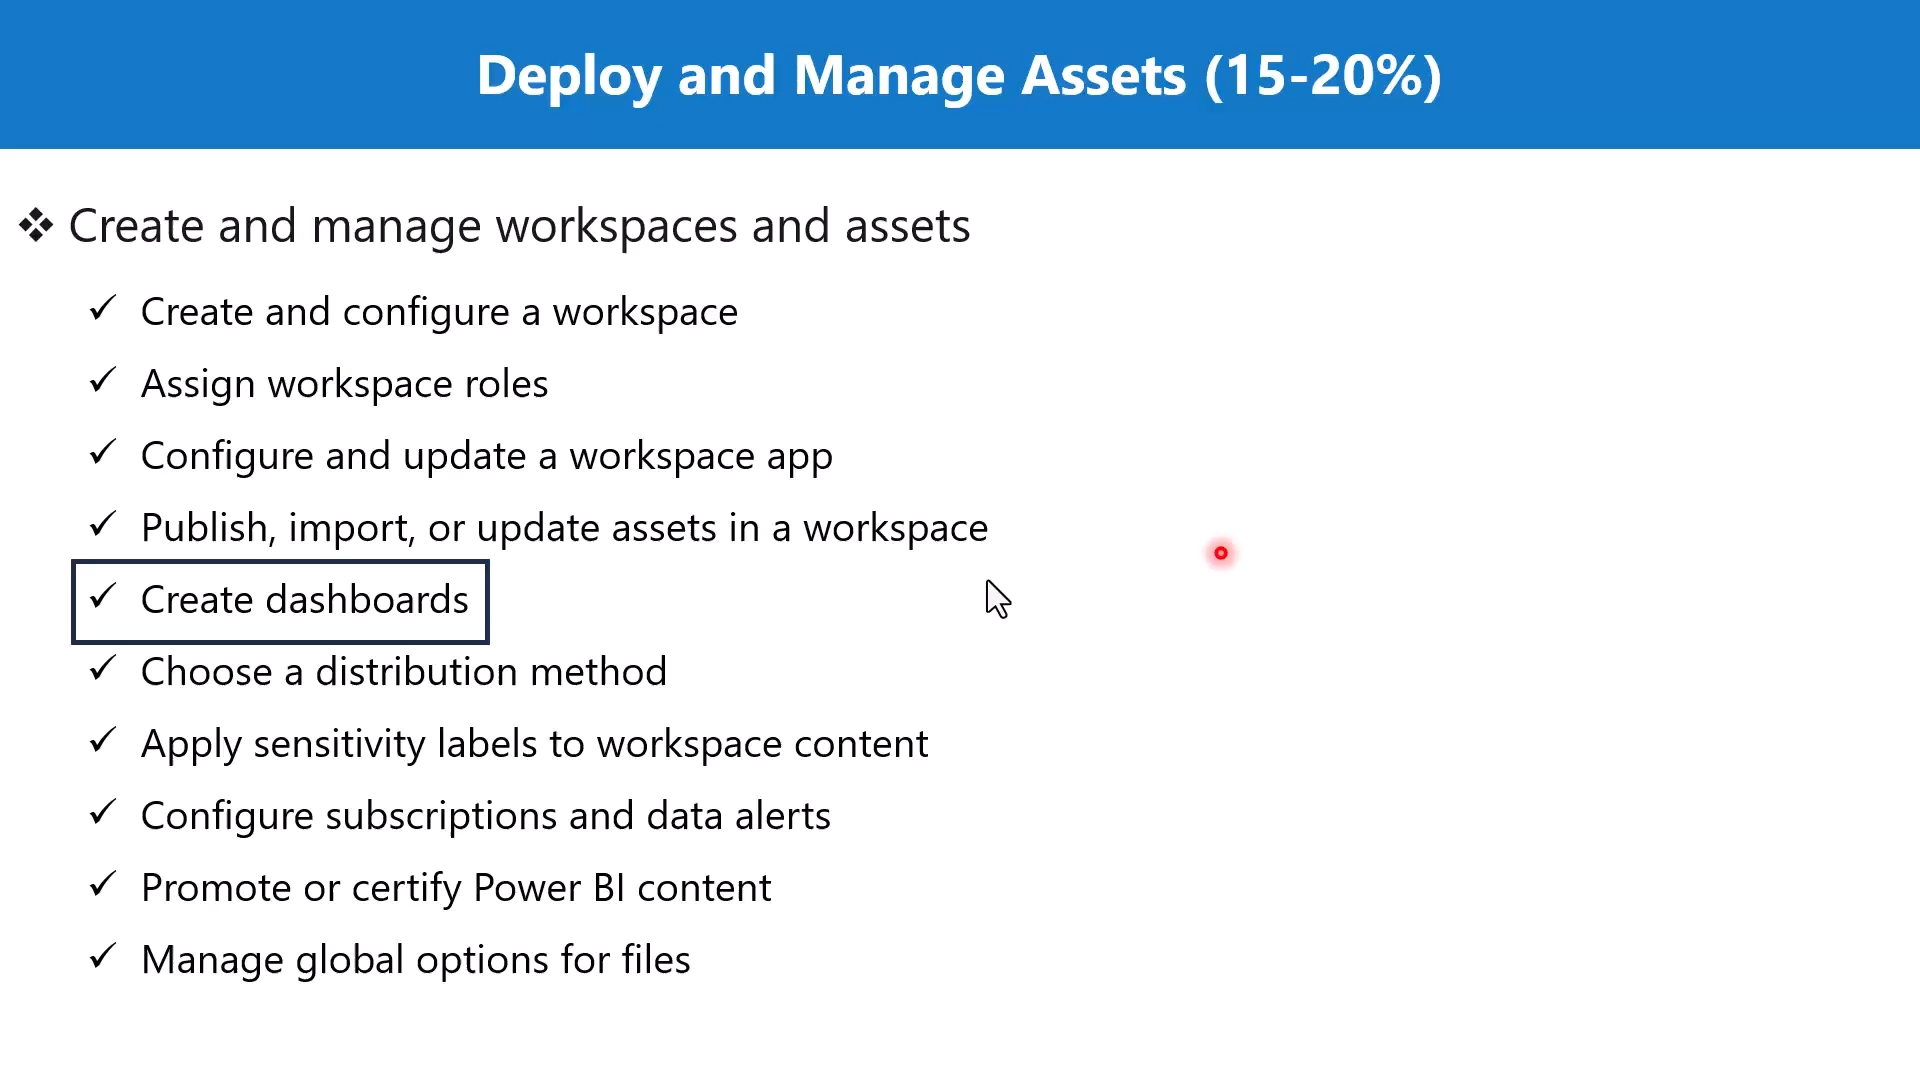 Deploy and Manage Assets (15-20%)
Create and manage workspaces and assets
Create and configure a workspace
Assign workspace roles
Configure and update a workspace app
Publish, import, or update assets in a workspace
Create dashboards
Choose a distribution method
Apply sensitivity labels to workspace content
Configure subscriptions and data alerts
Promote or certify Power BI content
Manage global options for files